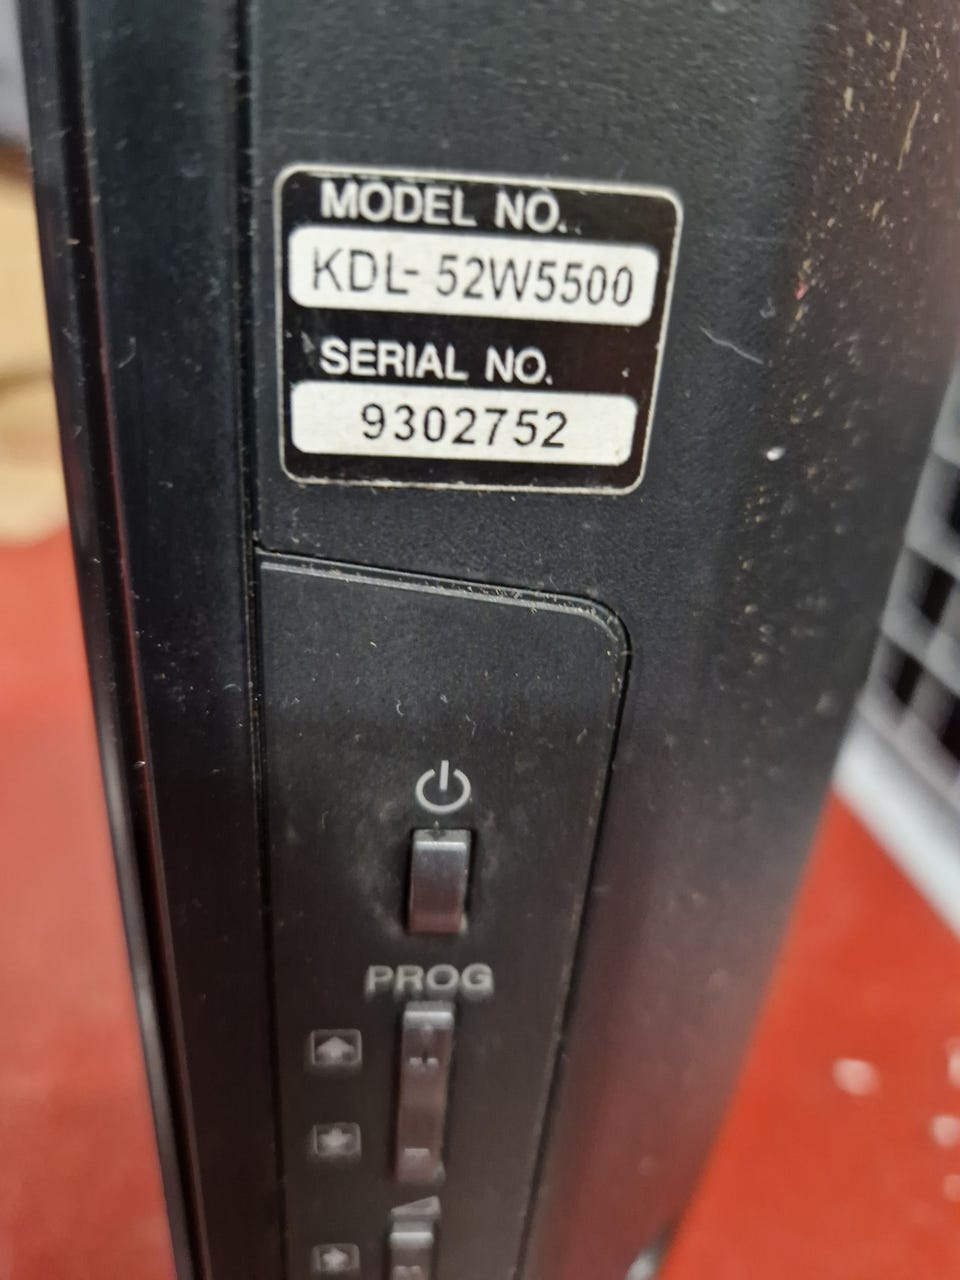 MODEL NO.
KDL- 52W5500
SERIAL NO.
9302752
PROG
+
-